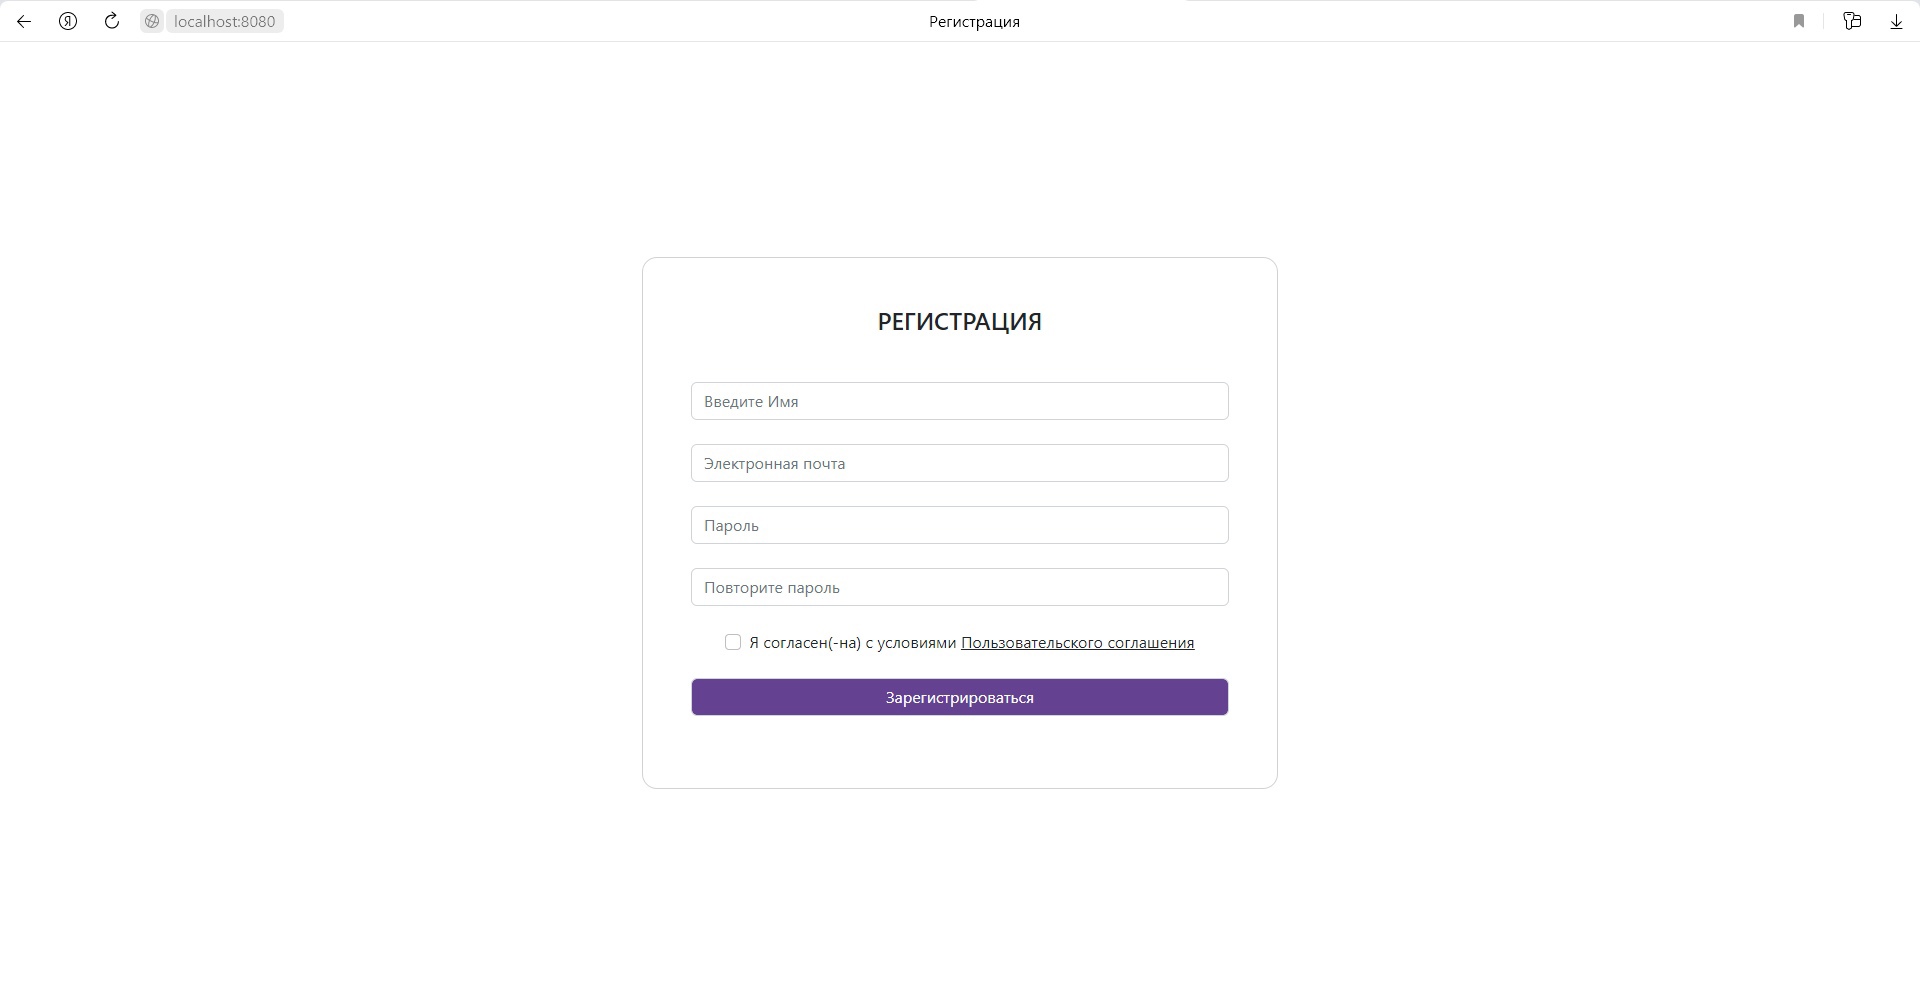 localhost:8080
Регистрация
РЕГИСТРАЦИЯ
Введите Имя
Электронная почта
Пароль
Повторите пароль
Я согласен(-на) с условиями Пользовательского соглашения
Зарегистрироваться